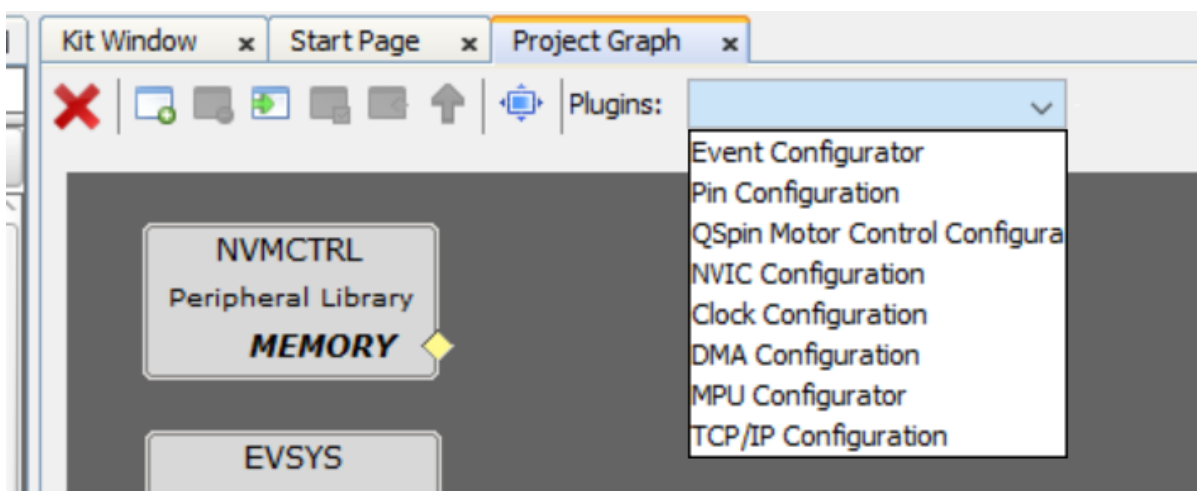 Kit Window x Start Page x Project Graph x
Plugins:
Event Configurator
Pin Configuration
QSpin Motor Control Configura
NVIC Configuration
Clock Configuration
DMA Configuration
MPU Configurator
TCP/IP Configuration
NVMCTRL
Peripheral Library
MEMORY
EVSYS